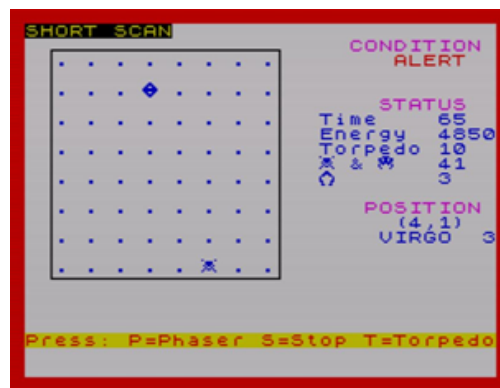 SHORT SCAN
CONDITION
ALERT
STATUS
Time 65
Energy 4850
Torpedo 10
& 41
3
POSITION
(4,1)
VIRGO 3
Press: P=Phaser S=Stop T=Torpedo